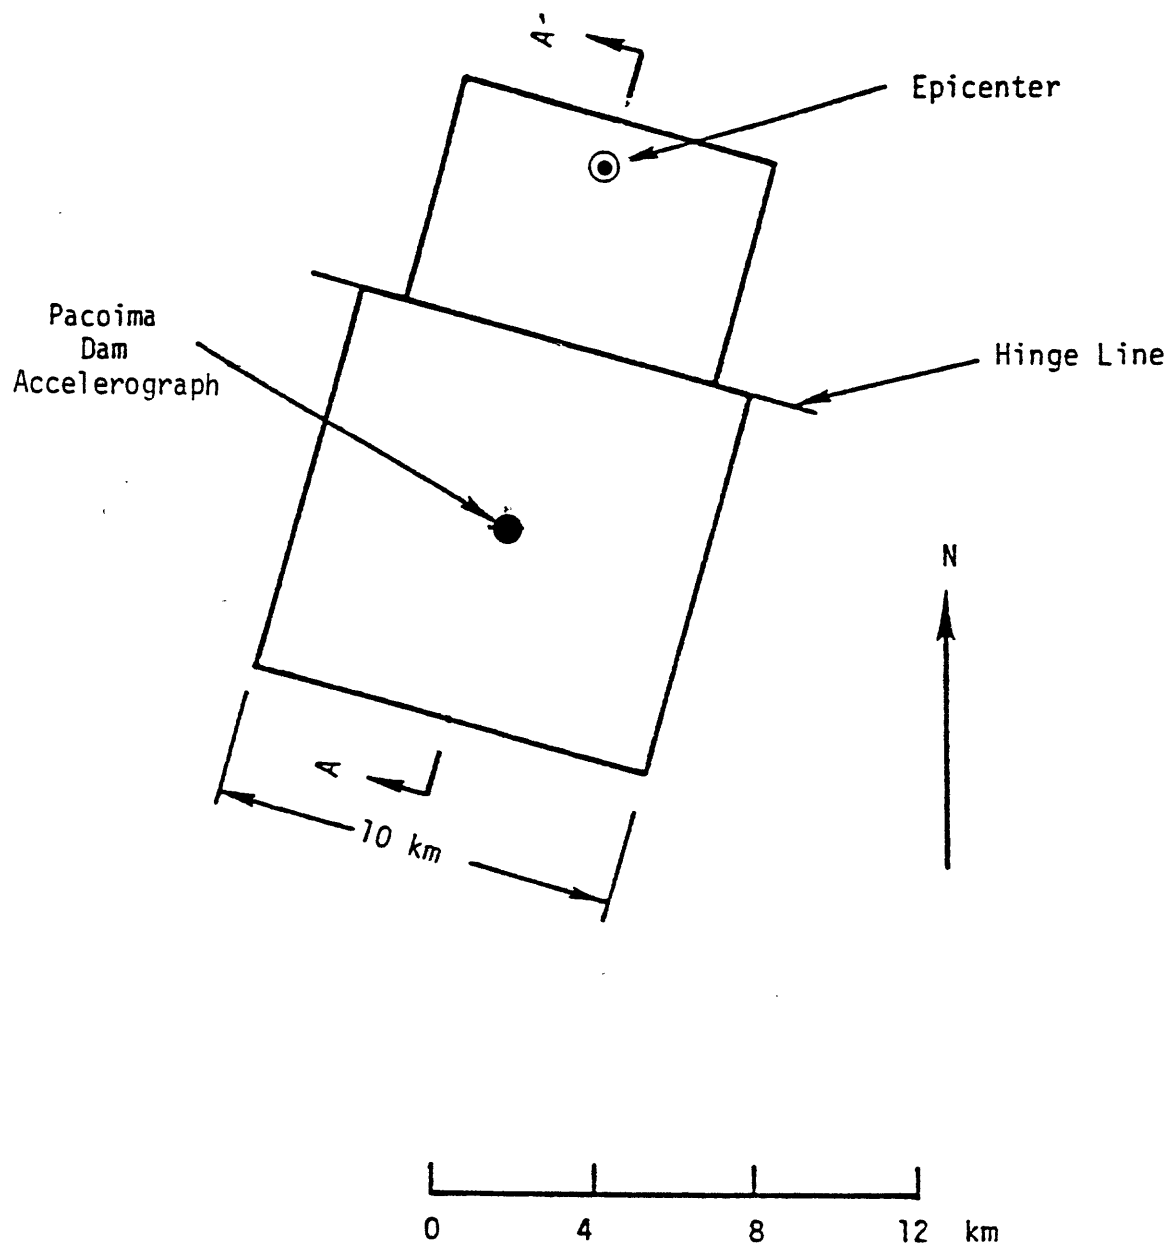 A'
Epicenter
Pacoima
Dam
Accelerograph
Hinge Line
N
A
10 km
0 4 8 12 km